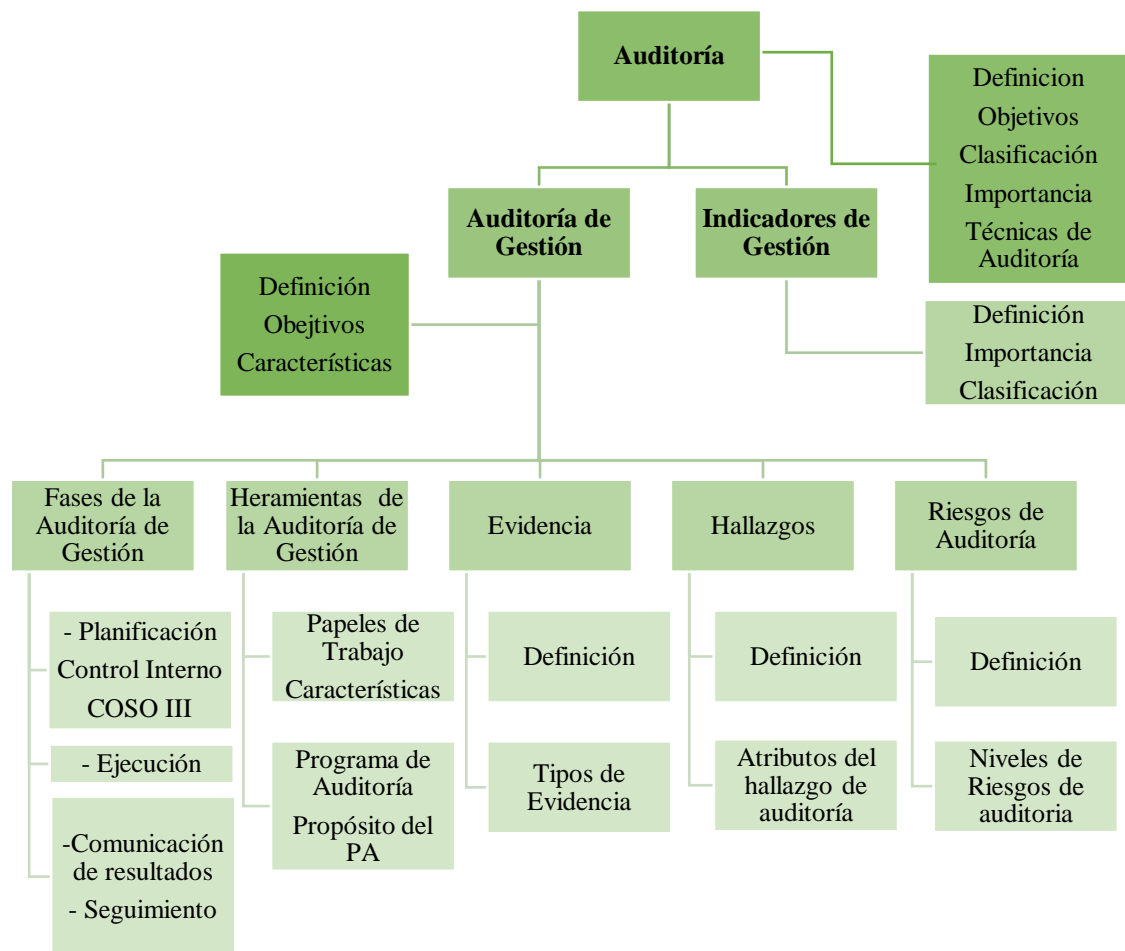 Auditoría
Definicion
Objetivos
Clasificación
Importancia
Técnicas de
Auditoría
Auditoría de
Gestión
Indicadores de
Gestión
Definición
Obejtivos
Características
Definición
Importancia
Clasificación
Fases de la
Auditoría de
Gestión
- Planificación
Control Interno
COSO III
- Ejecución
-Comunicación
de resultados
- Seguimiento
Heramientas de
la Auditoría de
Gestión
Papeles de
Trabajo
Características
Programa de
Auditoría
Propósito del
PA
Evidencia
Definición
Tipos de
Evidencia
Hallazgos
Definición
Atributos del
hallazgo de
auditoría
Riesgos de
Auditoría
Definición
Niveles de
Riesgos de
auditoria